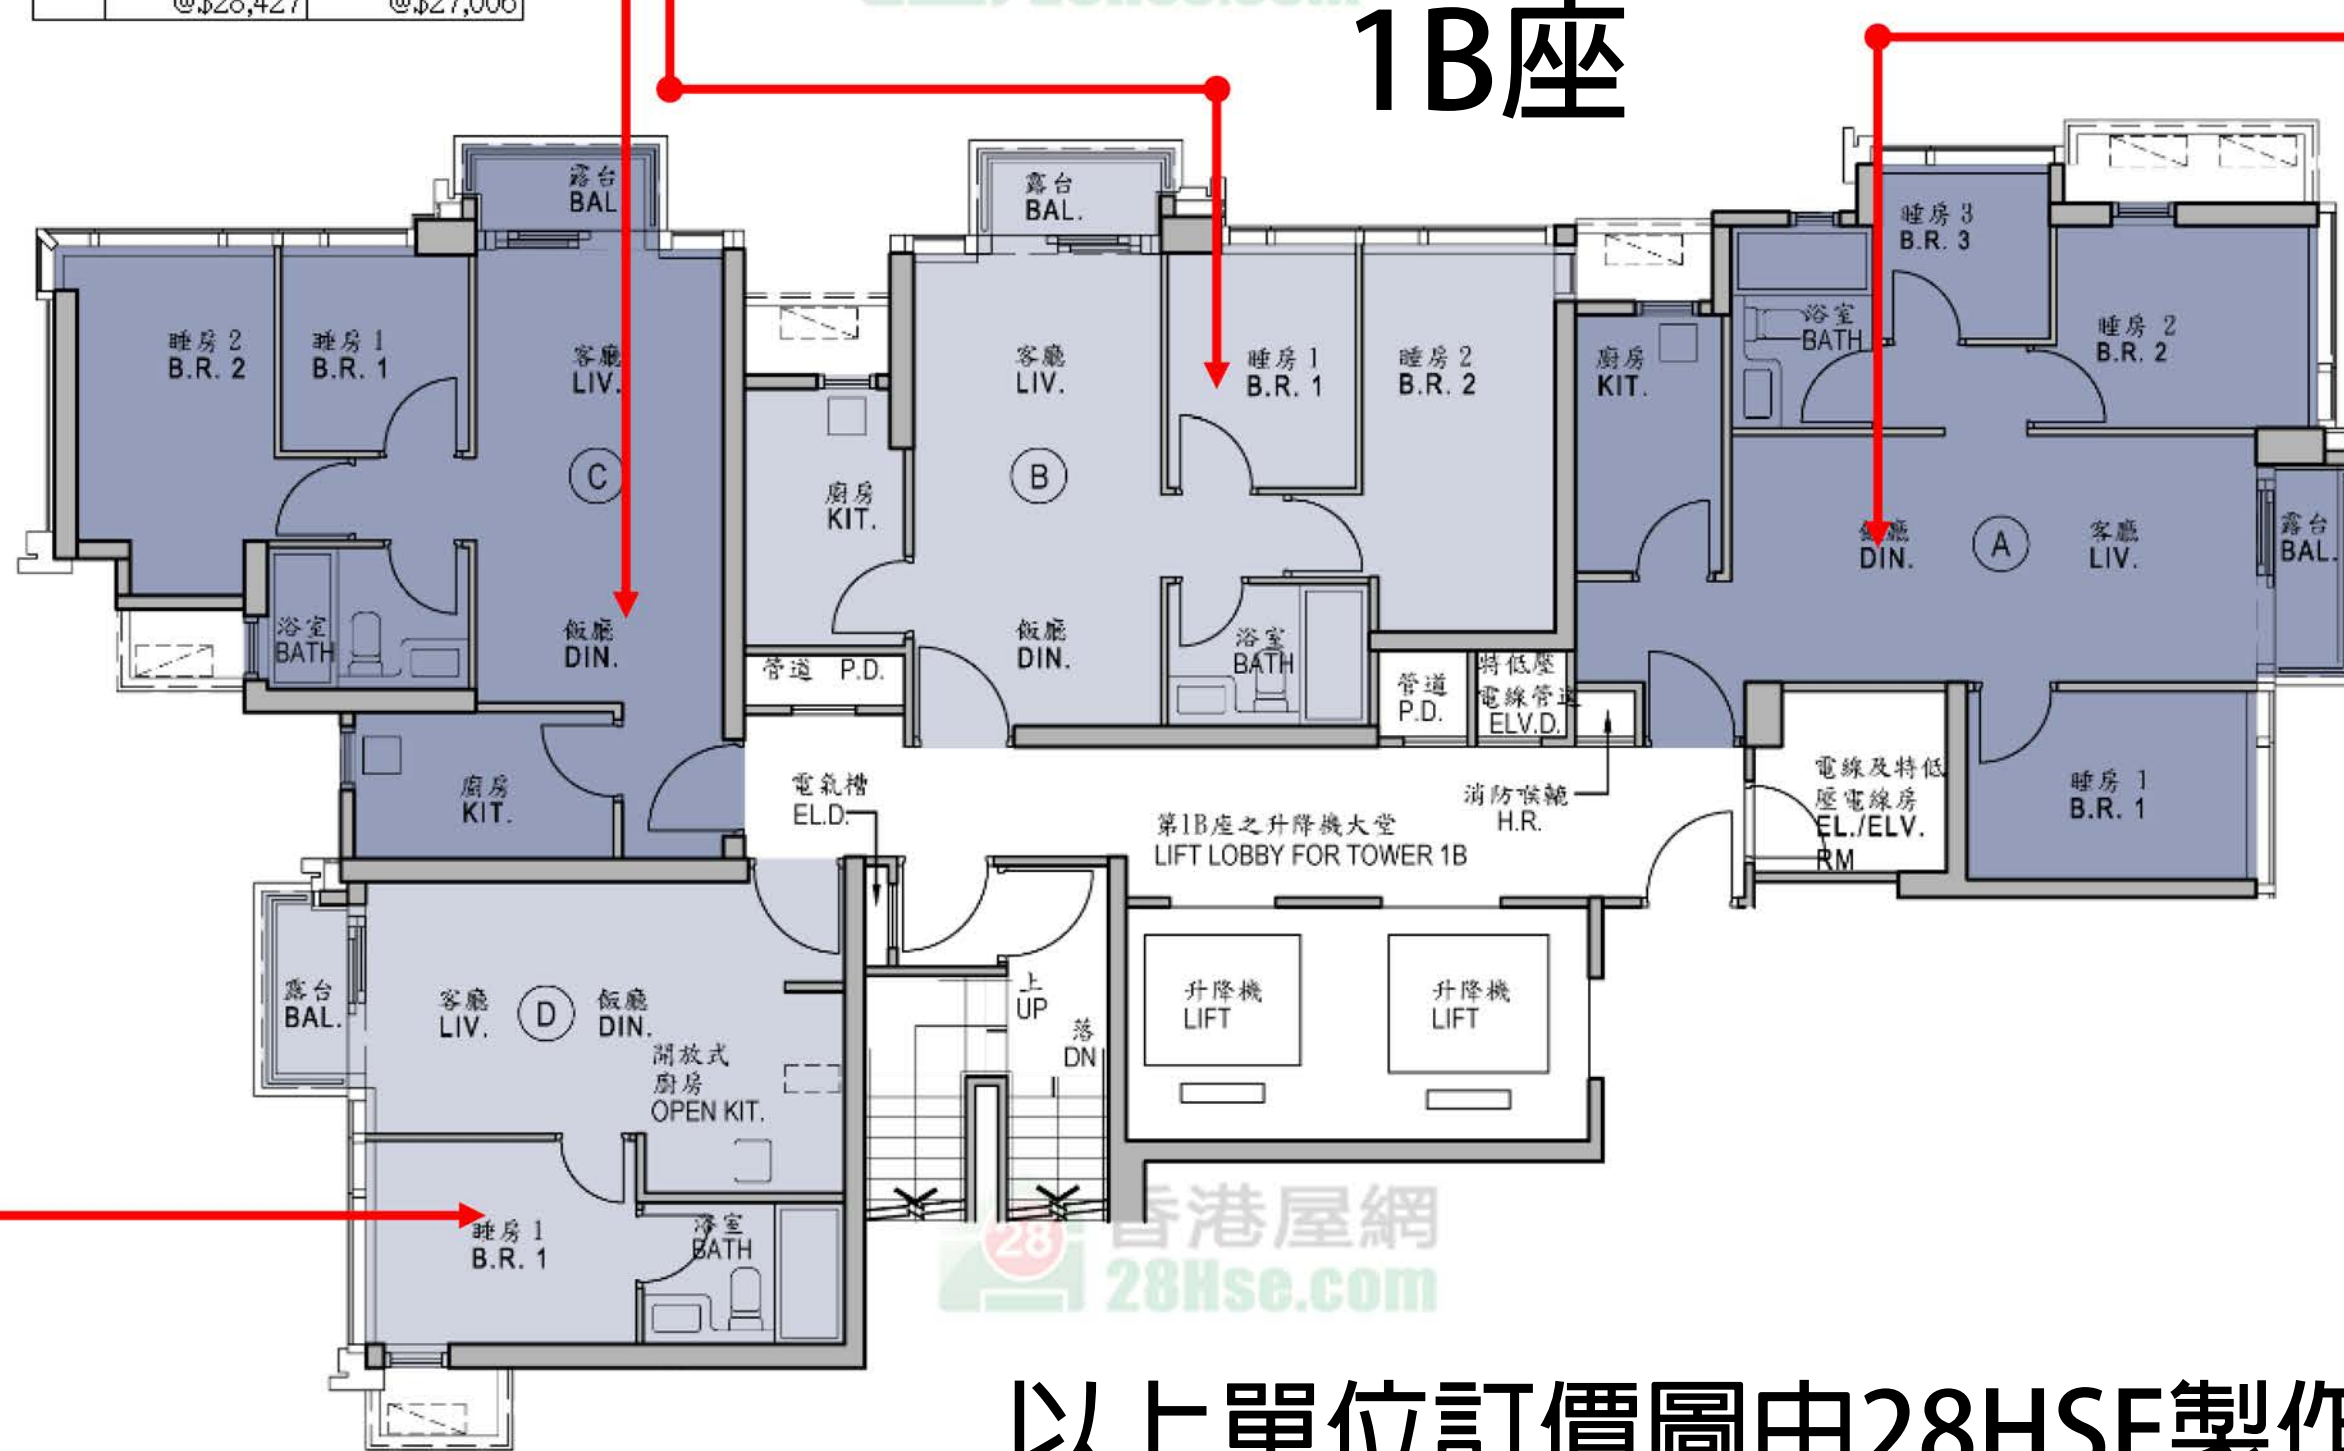 @.$28,427 @.$27,006
1B座
露台
BAL
露台
BAL.
睡房 3
B.R. 3
睡房 2
B.R. 2
睡房 1
B.R. 1
客廳
LIV.
客廳
LIV.
睡房 1
B.R. 1
睡房 2
B.R. 2
廚房
KIT.
浴室
BATH
睡房 2
B.R. 2
C
B
廚房
KIT.
DIN.
A
客廳
LIV.
露台
BAL.
浴室
BATH
飯廳
DIN.
飯廳
DIN.
浴室
BATH
管道 P.D.
管道
P.D.
特低壓
電線管道
ELV.D.
廚房
KIT.
電氣槽
EL.D.
消防喉轆
H.R.
電線及特低
壓電線房
EL./ELV.
RM
睡房 1
B.R. 1
第1B座之升降機大堂
LIFT LOBBY FOR TOWER 1B
露台
BAL.
客廳
LIV.
D
飯廳
DIN.
開放式
廚房
OPEN KIT.
上
UP
落
DN
升降機
LIFT
升降機
LIFT
睡房 1
B.R. 1
浴室
BATH
28
香港屋網
28Hse.com
以上單位訂價圖由28HSE製作